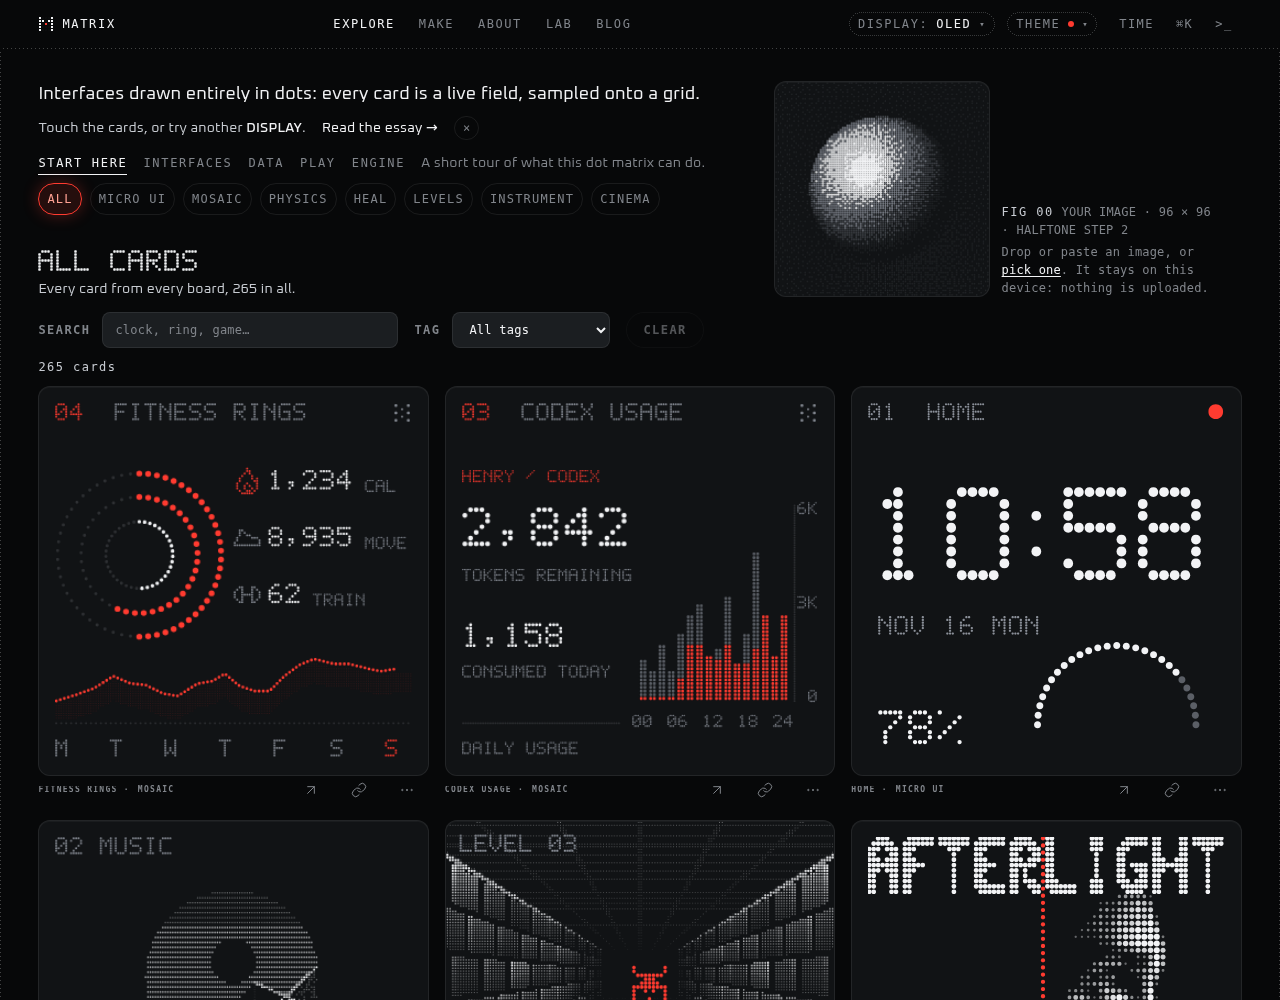 MATRIX
EXPLORE MAKE ABOUT LAB BLOG
DISPLAY: OLED ▾ THEME ● ▾ TIME ⌘K >_
Interfaces drawn entirely in dots: every card is a live field, sampled onto a grid.
Touch the cards, or try another DISPLAY. Read the essay → ×
START HERE INTERFACES DATA PLAY ENGINE A short tour of what this dot matrix can do.
ALL MICRO UI MOSAIC PHYSICS HEAL LEVELS INSTRUMENT CINEMA
FIG 00 YOUR IMAGE · 96 × 96
· HALFTONE STEP 2
Drop or paste an image, or
pick one. It stays on this
device: nothing is uploaded.
ALL CARDS
Every card from every board, 265 in all.
SEARCH clock, ring, game… TAG All tags CLEAR
265 cards
04 FITNESS RINGS
1,234 CAL
8,935 MOVE
62 TRAIN
M T W T F S S
FITNESS RINGS · MOSAIC
03 CODEX USAGE
HENRY / CODEX
2,842
TOKENS REMAINING
1,158
CONSUMED TODAY
6K
3K
0
00 06 12 18 24
DAILY USAGE
CODEX USAGE · MOSAIC
01 HOME
10:58
NOV 16 MON
78%
HOME · MICRO UI
02 MUSIC
LEVEL 03
AFTERLIGHT